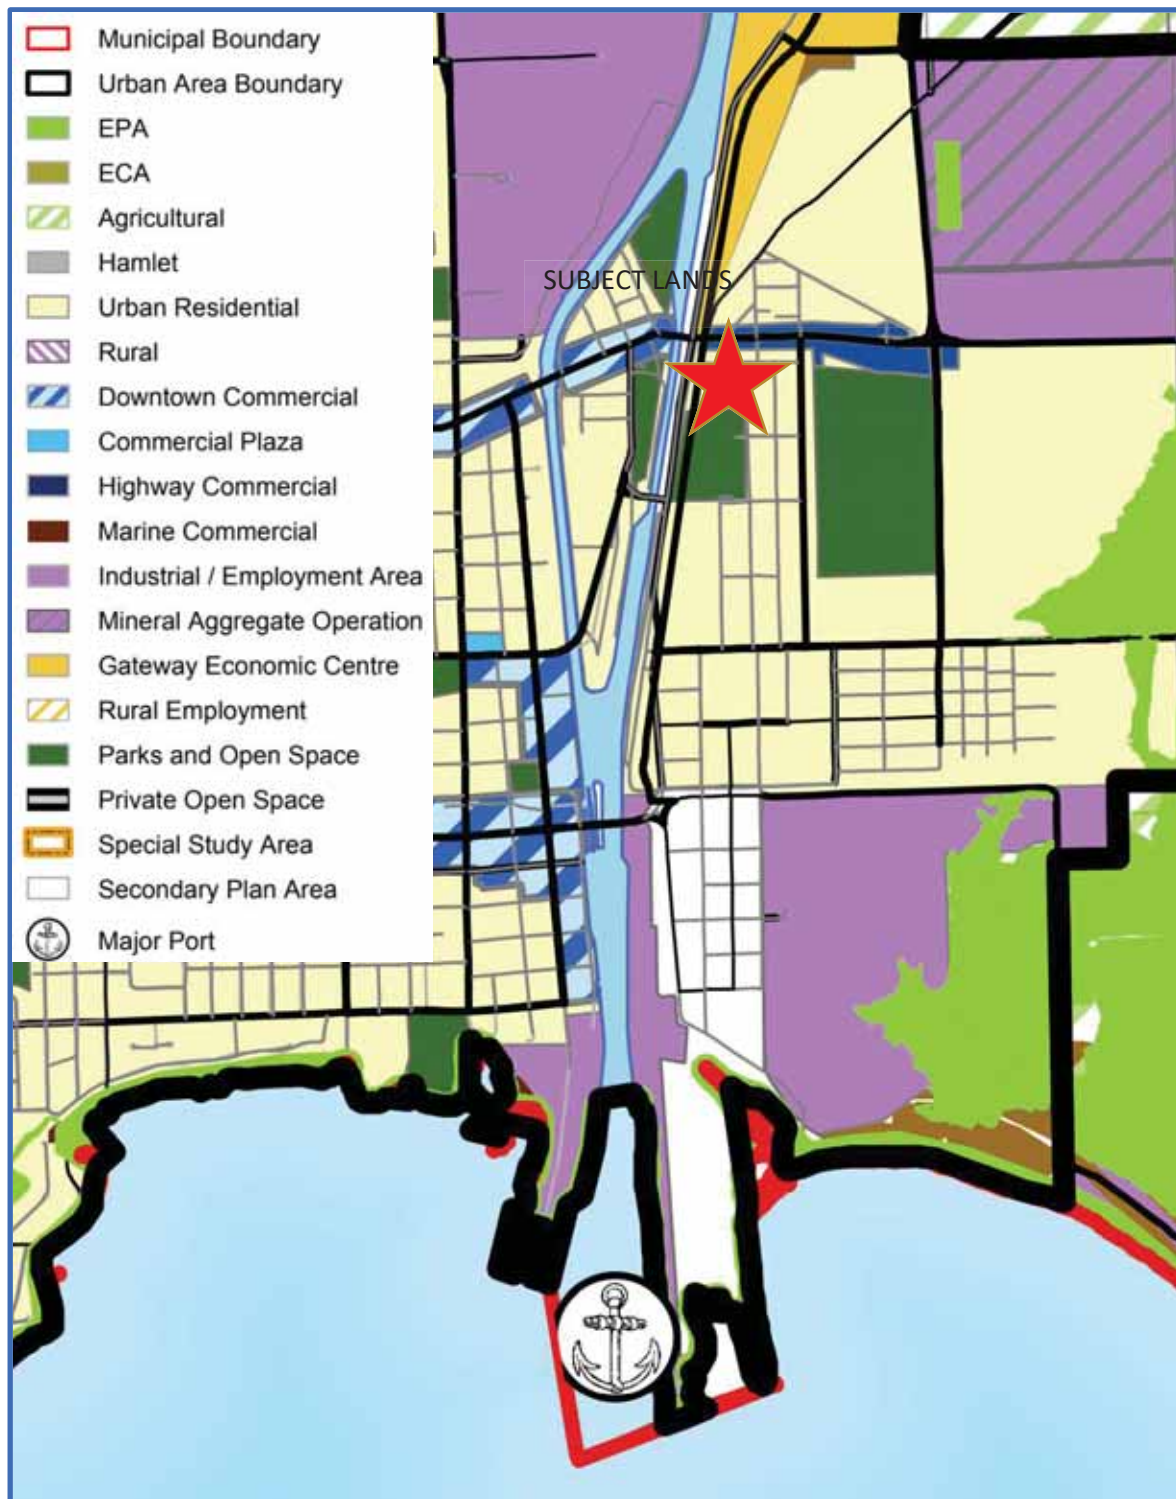 Municipal Boundary
Urban Area Boundary
EPA
ECA
Agricultural
Hamlet
Urban Residential
Rural
Downtown Commercial
Commercial Plaza
Highway Commercial
Marine Commercial
Industrial / Employment Area
Mineral Aggregate Operation
Gateway Economic Centre
Rural Employment
Parks and Open Space
Private Open Space
Special Study Area
Secondary Plan Area
Major Port
SUBJECT LANDS